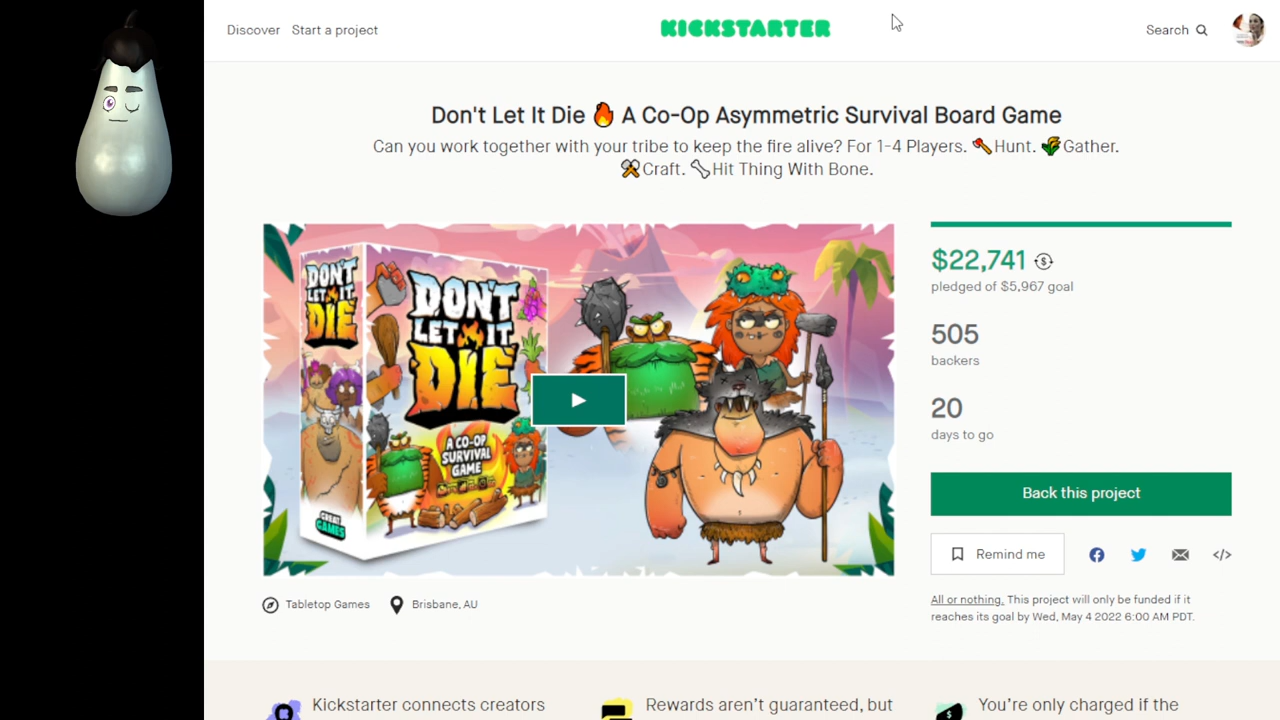 Discover Start a project
KICKSTARTER
Search
Don't Let It Die 🔥 A Co-Op Asymmetric Survival Board Game
Can you work together with your tribe to keep the fire alive? For 1-4 Players. 🪓Hunt. 🌾Gather.
⚒️Craft. 🦴Hit Thing With Bone.
DON'T
LET IT
DIE
DON'T
LET IT
DIE
A CO-OP
SURVIVAL
GAME
GREAT
GAMES
$22,741
pledged of $5,967 goal
505
backers
20
days to go
Back this project
Remind me
Tabletop Games Brisbane, AU
All or nothing. This project will only be funded if it
reaches its goal by Wed, May 4 2022 6:00 AM PDT.
Kickstarter connects creators
Rewards aren't guaranteed, but
You're only charged if the